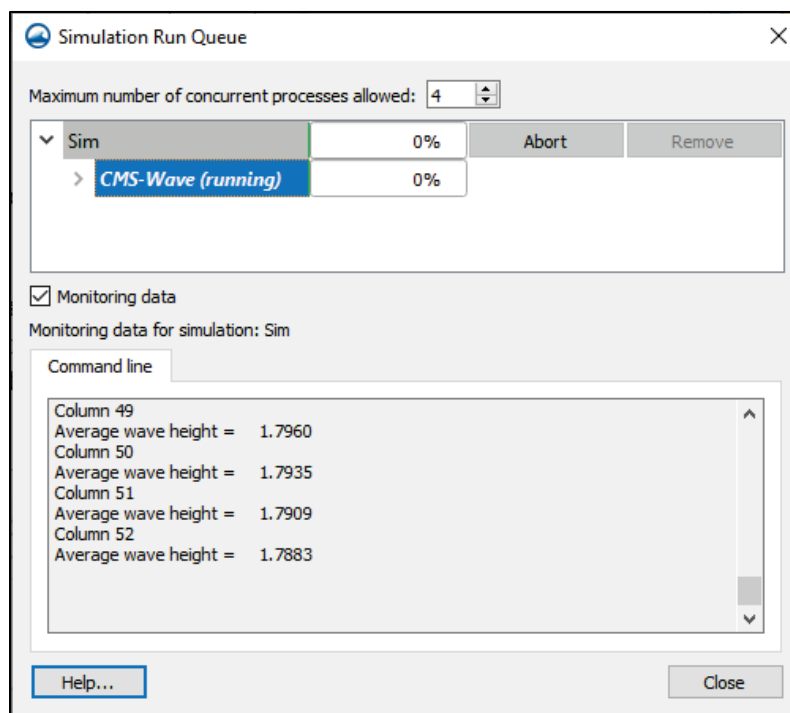 Simulation Run Queue
Maximum number of concurrent processes allowed: 4
Sim 0% Abort Remove
CMS-Wave (running) 0%
Monitoring data
Monitoring data for simulation: Sim
Command line
Column 49
Average wave height = 1.7960
Column 50
Average wave height = 1.7935
Column 51
Average wave height = 1.7909
Column 52
Average wave height = 1.7883
Help... Close